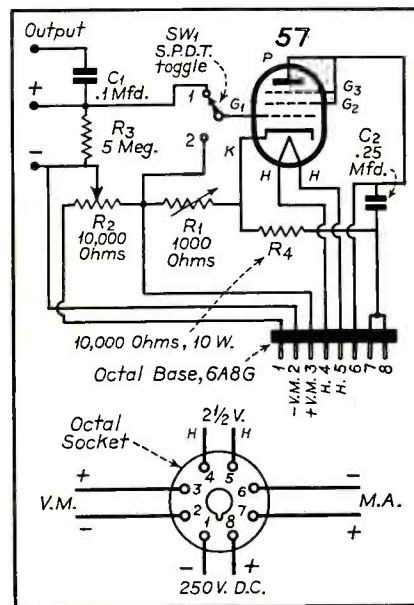 Output
C1
.1 Mfd.
SW1
S.P.D.T.
toggle
57
P
G3
G2
G1
+
1
R3
5 Meg.
2
K
H
H
C2
.25
Mfd.
−
R2
10,000
Ohms
R1
1000
Ohms
R4
10,000 Ohms, 10 W.
Octal Base, 6A8G
1
2
3
4
5
6
7
8
-V.M.
+V.M.
H.
H.
Octal
Socket
2½ V.
H
H
+
4
5
−
3
6
V.M.
M.A.
−
2
7
+
1
8
−
+
250 V. D.C.